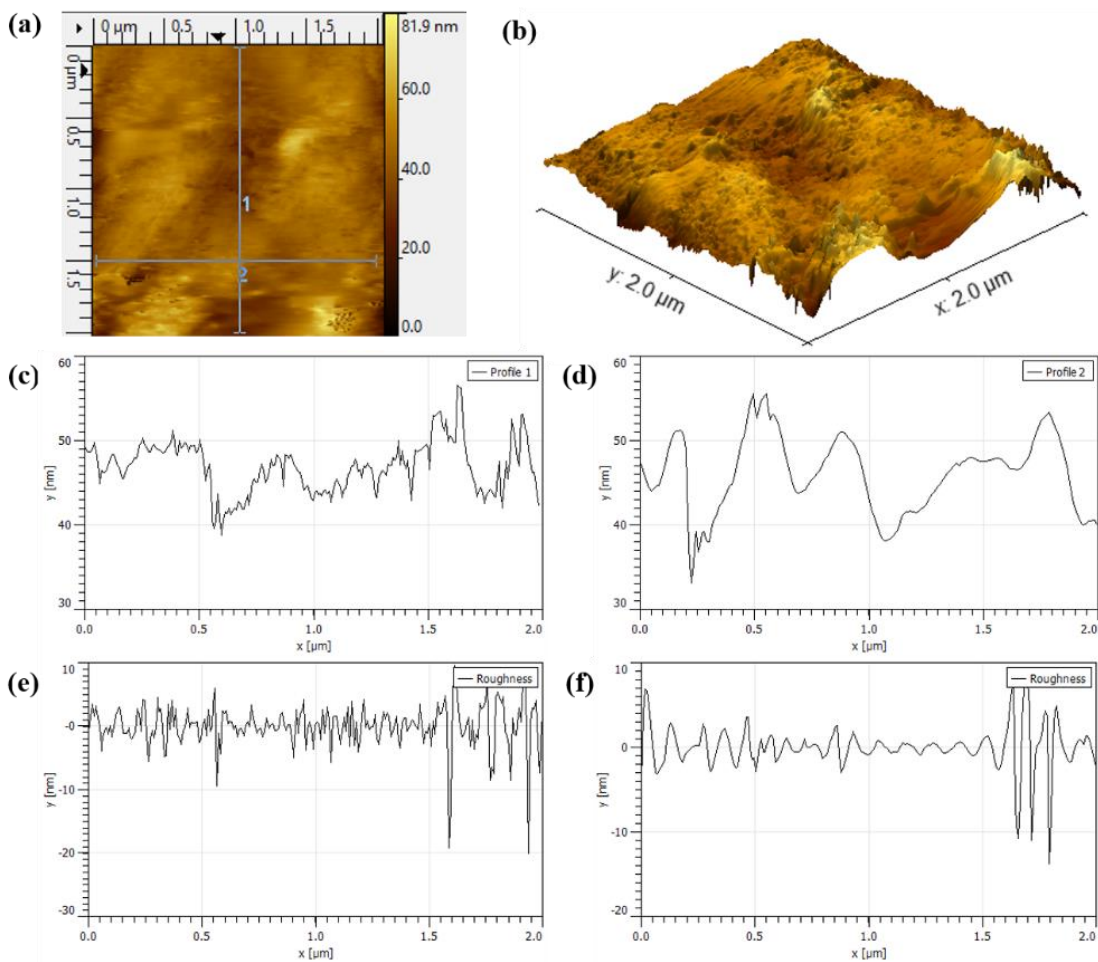 (a)
0 µm 0.5 1.0 1.5
81.9 nm
60.0
40.0
20.0
0.0
0 µm
0.5
1.0
1.5
1
2
(b)
y: 2.0 µm
x: 2.0 µm
(c)
Profile 1
60
50
40
30
y [nm]
0.0 0.5 1.0 1.5 2.0
x [µm]
(d)
Profile 2
60
50
40
30
y [nm]
0.0 0.5 1.0 1.5 2.0
x [µm]
(e)
Roughness
10
-0
-10
-20
-30
y [nm]
0.0 0.5 1.0 1.5 2.0
x [µm]
(f)
Roughness
10
0
-10
-20
y [nm]
0.0 0.5 1.0 1.5 2.0
x [µm]